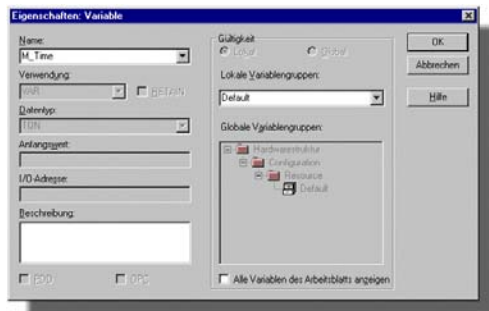 Eigenschaften: Variable
Name:
M_Time
Verwendung:
VAR
RETAIN
Datentyp:
TON
Anfangswert:
I/O-Adresse:
Beschreibung:
PDD
OPC
Gültigkeit
Lokal
Global
Lokale Variablengruppen:
Default
Globale Variablengruppen:
Hardwarestruktur
Configuration
Resource
Default
Alle Variablen des Arbeitsblatts anzeigen
OK
Abbrechen
Hilfe